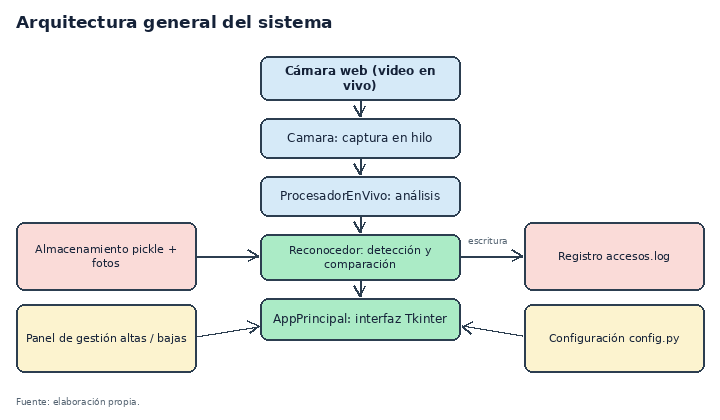 Arquitectura general del sistema
Cámara web (video en
vivo)
Camara: captura en hilo
ProcesadorEnVivo: análisis
Almacenamiento pickle +
fotos
Reconocedor: detección y
comparación
escritura
Registro accesos.log
Panel de gestión altas / bajas
AppPrincipal: interfaz Tkinter
Configuración config.py
Fuente: elaboración propia.